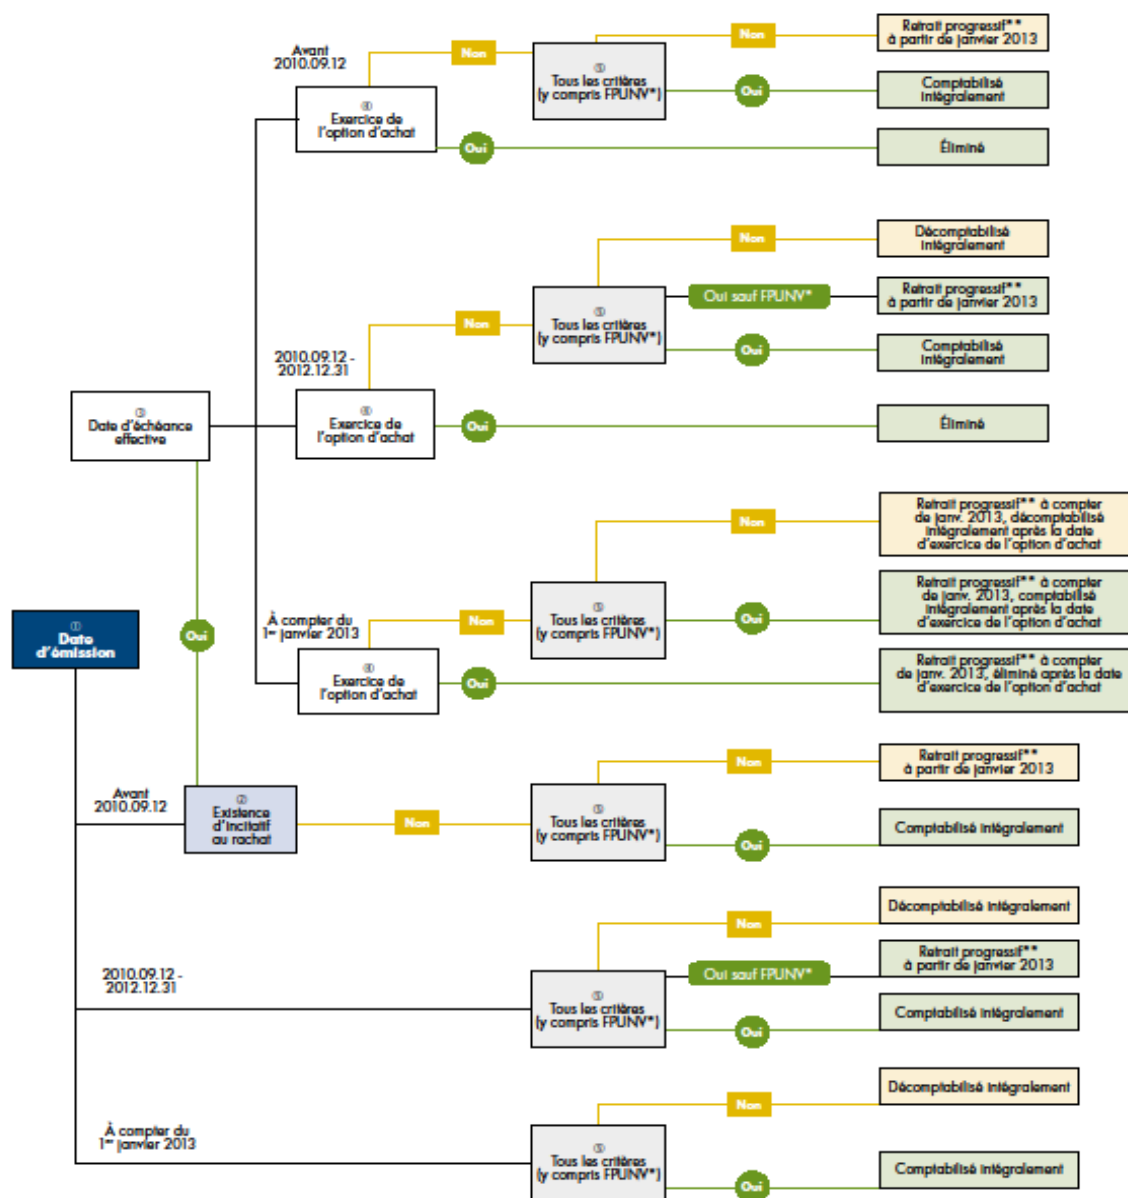 Non
Retrait progressif**
à partir de janvier 2013
Avant
2010.09.12
Non
⑤
Tous les critères
(y compris FPUNV*)
Oui
Comptabilisé
intégralement
④
Exercice de
l'option d'achat
Oui
Éliminé
Non
Décomptabilisé
intégralement
Oui sauf FPUNV*
Retrait progressif**
à partir de janvier 2013
Non
⑤
Tous les critères
(y compris FPUNV*)
Oui
Comptabilisé
intégralement
2010.09.12 -
2012.12.31
③
Date d'échéance
effective
④
Exercice de
l'option d'achat
Oui
Éliminé
Non
Retrait progressif** à compter
de janv. 2013, décomptabilisé
intégralement après la date
d'exercice de l'option d'achat
À compter du
1er janvier 2013
Non
⑤
Tous les critères
(y compris FPUNV*)
Oui
Retrait progressif** à compter
de janv. 2013, comptabilisé
intégralement après la date
d'exercice de l'option d'achat
①
Date
d'émission
Oui
④
Exercice de
l'option d'achat
Oui
Retrait progressif** à compter
de janv. 2013, éliminé après la date
d'exercice de l'option d'achat
Non
Retrait progressif**
à partir de janvier 2013
Avant
2010.09.12
②
Existence
d'incitatif
au rachat
Non
⑤
Tous les critères
(y compris FPUNV*)
Oui
Comptabilisé intégralement
Non
Décomptabilisé intégralement
2010.09.12 -
2012.12.31
Oui sauf FPUNV*
Retrait progressif**
à partir de janvier 2013
⑤
Tous les critères
(y compris FPUNV*)
Oui
Comptabilisé intégralement
Non
Décomptabilisé intégralement
À compter du
1er janvier 2013
⑤
Tous les critères
(y compris FPUNV*)
Oui
Comptabilisé intégralement